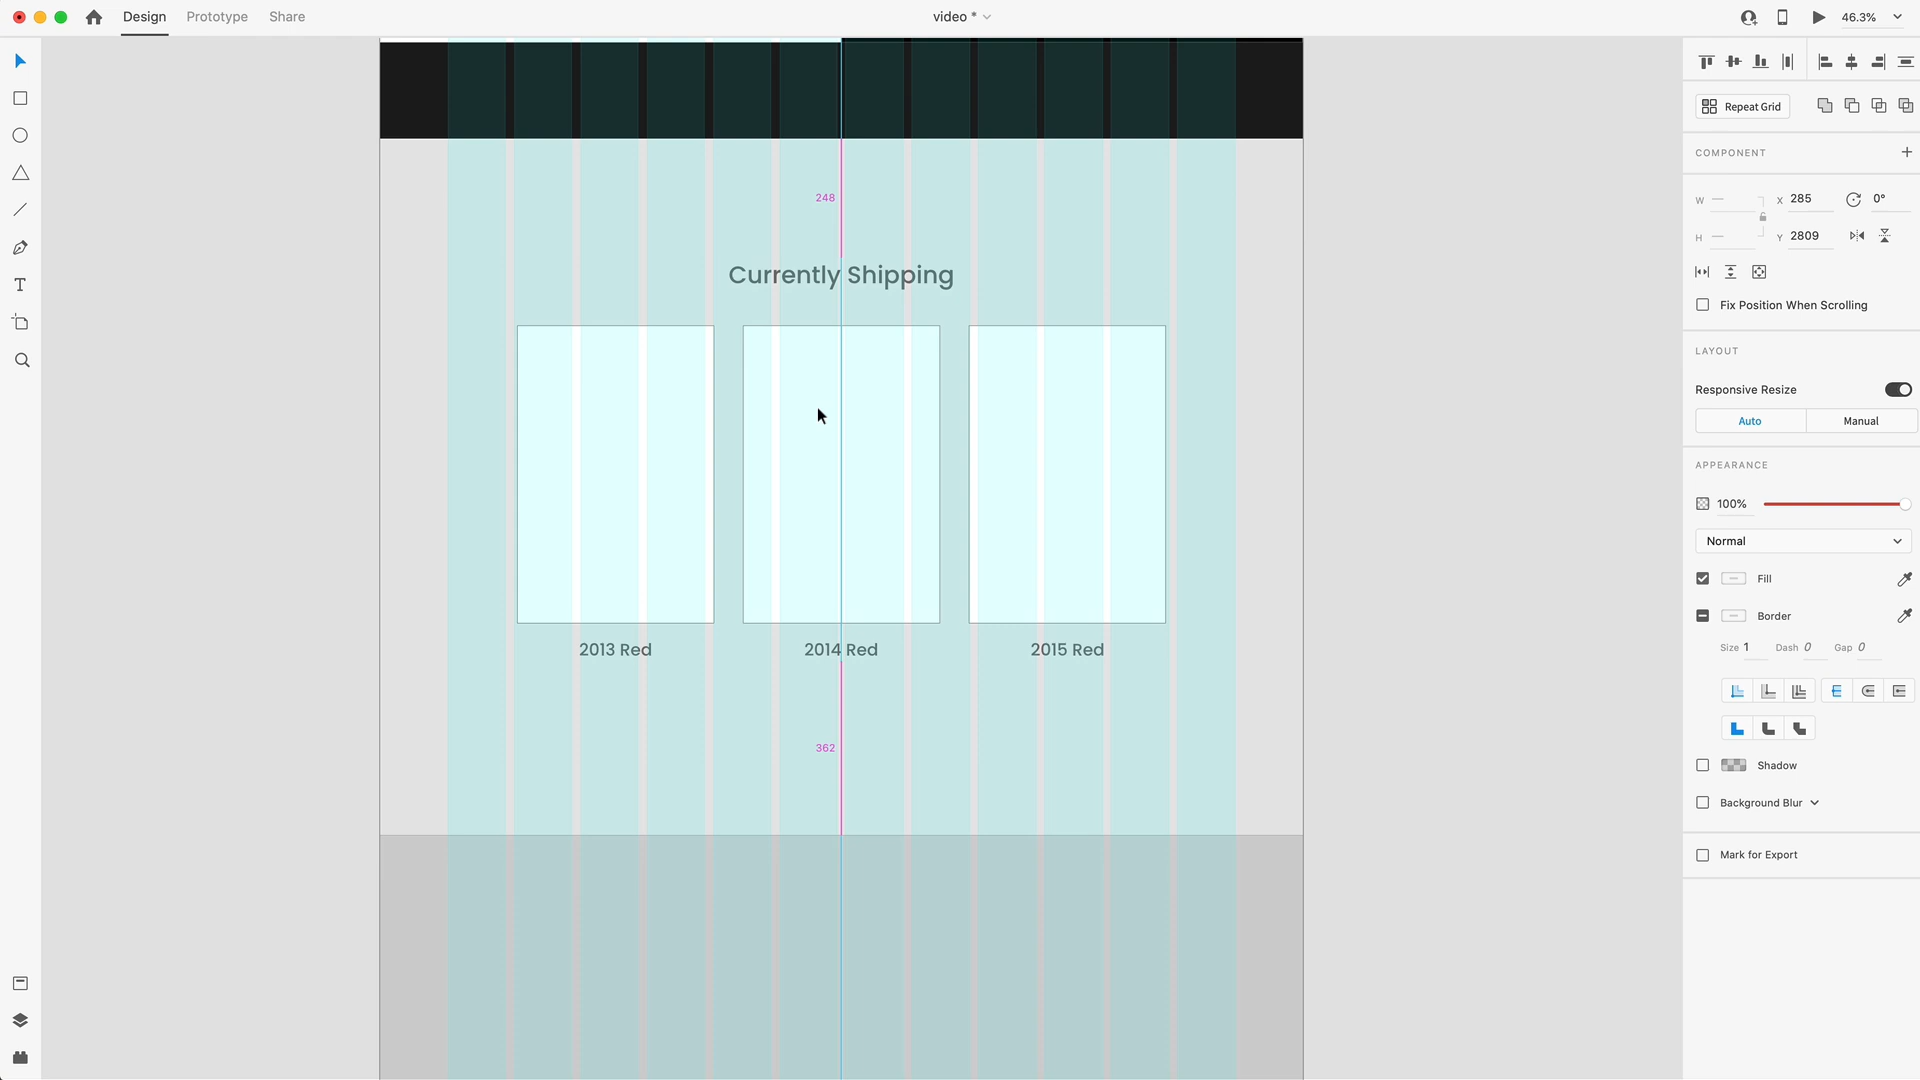 Design Prototype Share video * 46.3%
Repeat Grid
COMPONENT
W X 285 0°
H Y 2809
Fix Position When Scrolling
LAYOUT
Responsive Resize
Auto Manual
APPEARANCE
100%
Normal
Fill
Border
Size 1 Dash 0 Gap 0
Shadow
Background Blur
Mark for Export
248
Currently Shipping
2013 Red 2014 Red 2015 Red
362
T